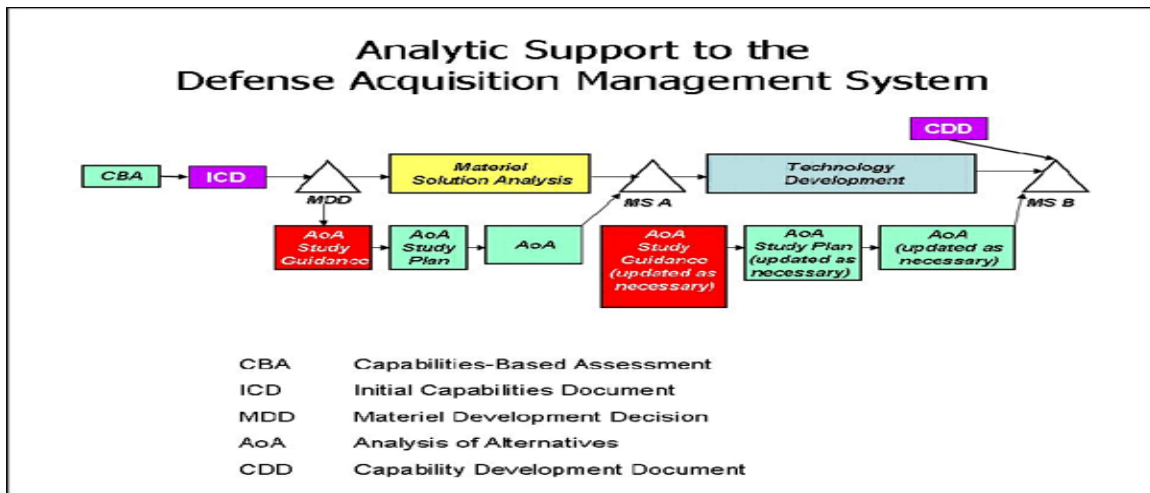 Analytic Support to the
Defense Acquisition Management System
CDD
CBA
ICD
MDD
Materiel
Solution Analysis
MS A
Technology
Development
MS B
AoA
Study
Guidance
AoA
Study
Plan
AoA
AoA
Study
Guidance
(updated as
necessary)
AoA
Study Plan
(updated as
necessary)
AoA
(updated as
necessary)
CBA Capabilities-Based Assessment
ICD Initial Capabilities Document
MDD Materiel Development Decision
AoA Analysis of Alternatives
CDD Capability Development Document